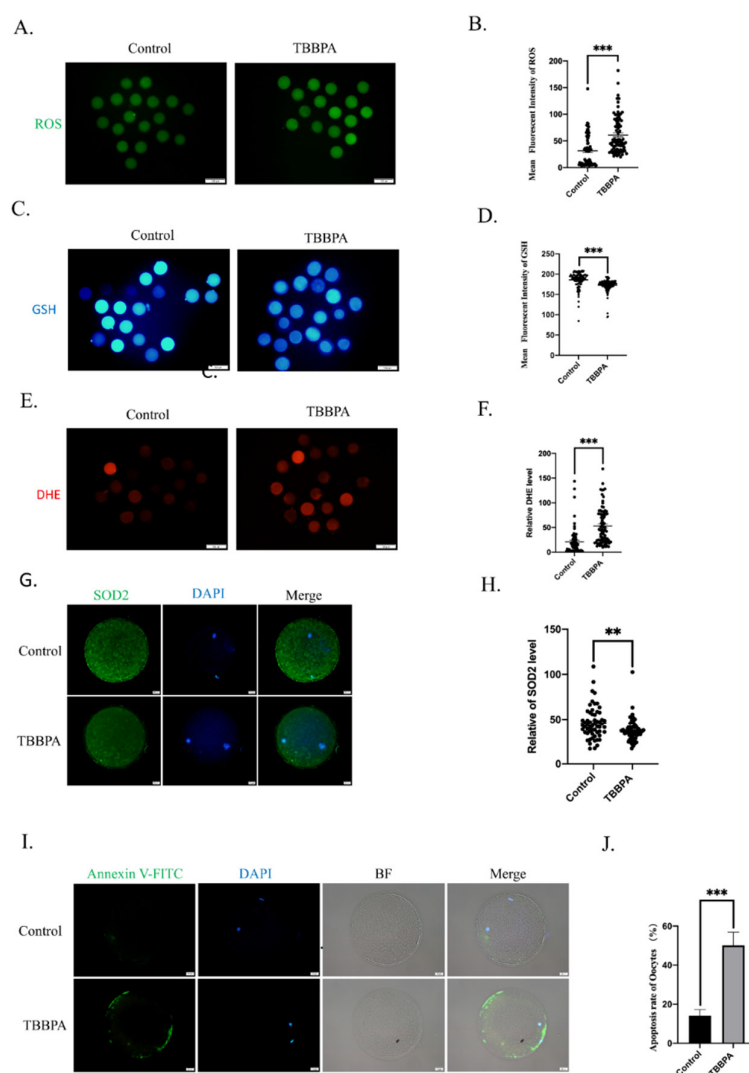 A.
Control
TBBPA
ROS
B.
***
Mean Fluorescent Intensity of ROS
200
150
100
50
0
Control
TBBPA
C.
Control
TBBPA
GSH
C.
D.
***
Mean Fluorescent Intensity of GSH
250
200
150
100
50
0
Control
TBBPA
E.
Control
TBBPA
DHE
F.
***
Relative DHE level
200
150
100
50
0
Control
TBBPA
G.
SOD2
DAPI
Merge
Control
TBBPA
H.
**
Relative of SOD2 level
150
100
50
0
Control
TBBPA
I.
Annexin V-FITC
DAPI
BF
Merge
Control
TBBPA
J.
***
Apoptosis rate of Oocytes (%)
60
40
20
0
Control
TBBPA